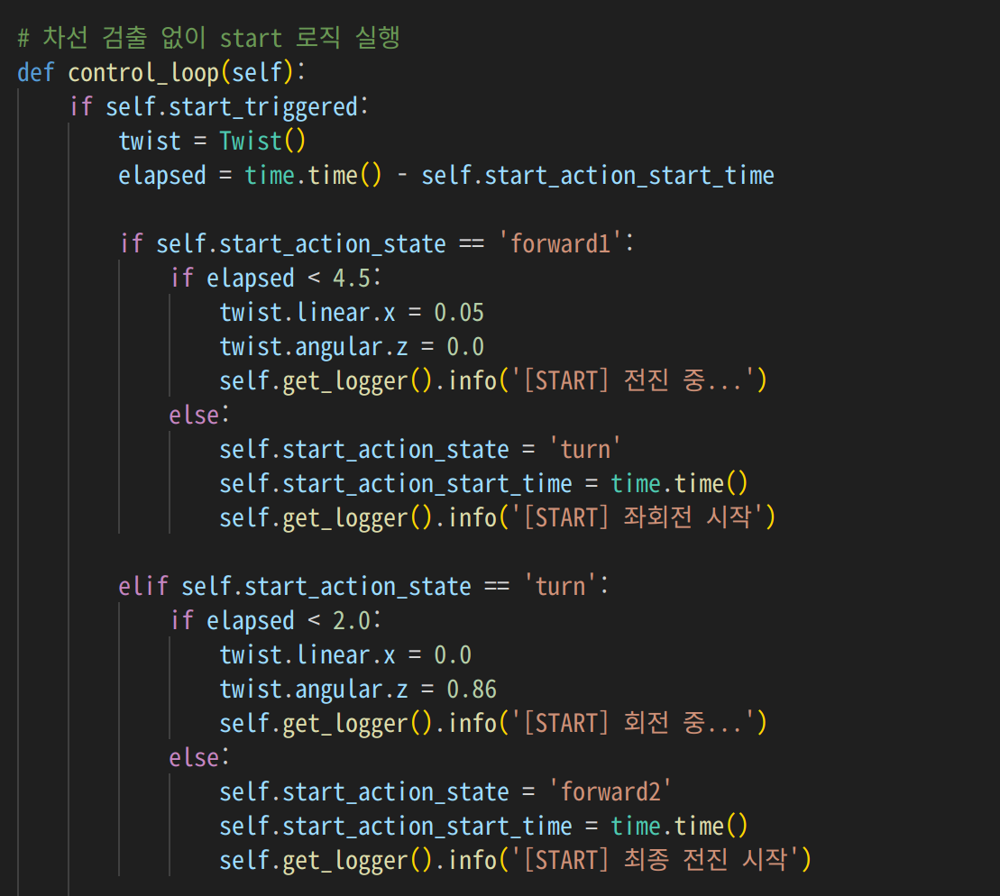 # 차선 검출 없이 start 로직 실행
def control_loop(self):
    if self.start_triggered:
        twist = Twist()
        elapsed = time.time() - self.start_action_start_time

        if self.start_action_state == 'forward1':
            if elapsed < 4.5:
                twist.linear.x = 0.05
                twist.angular.z = 0.0
                self.get_logger().info('[START] 전진 중...')
            else:
                self.start_action_state = 'turn'
                self.start_action_start_time = time.time()
                self.get_logger().info('[START] 좌회전 시작')

        elif self.start_action_state == 'turn':
            if elapsed < 2.0:
                twist.linear.x = 0.0
                twist.angular.z = 0.86
                self.get_logger().info('[START] 회전 중...')
            else:
                self.start_action_state = 'forward2'
                self.start_action_start_time = time.time()
                self.get_logger().info('[START] 최종 전진 시작')